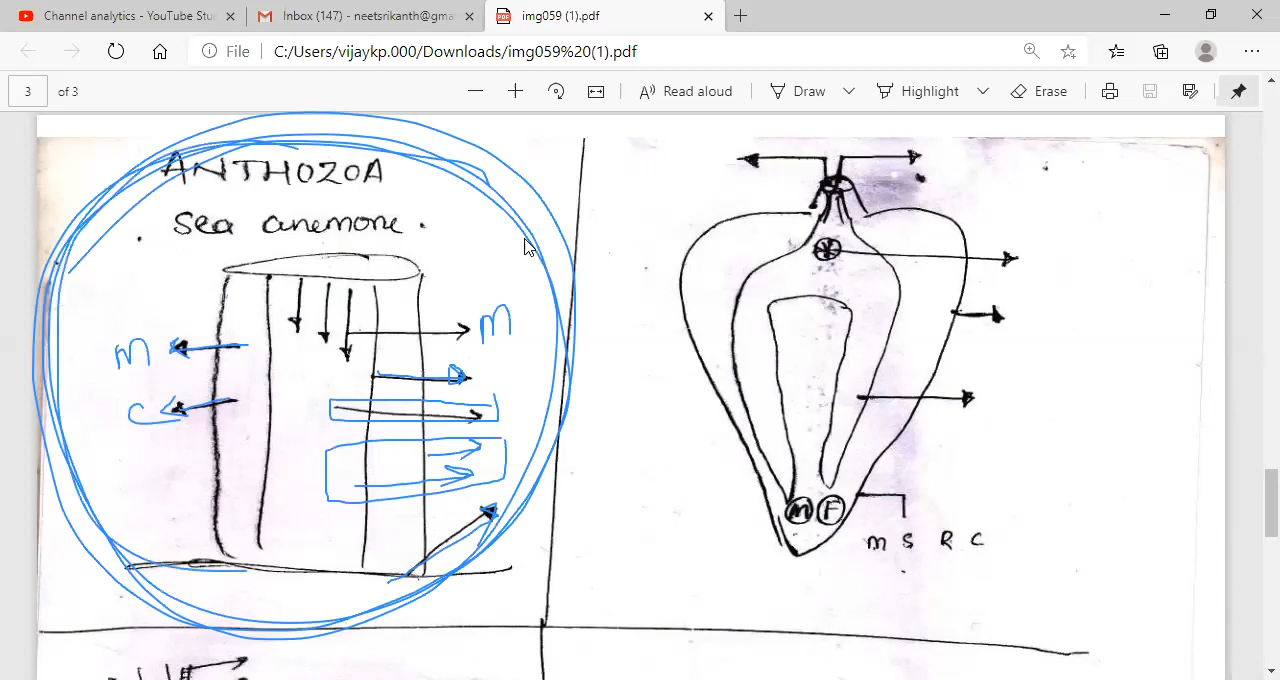 Channel analytics - YouTube Stu
Inbox (147) - neetsrikanth@gma
img059 (1).pdf
File
C:/Users/vijaykp.000/Downloads/img059%20(1).pdf
3 of 3
Read aloud
Draw
Highlight
Erase
ANTHOZOA
Sea anemone.
M
M
C
M F
M S R C